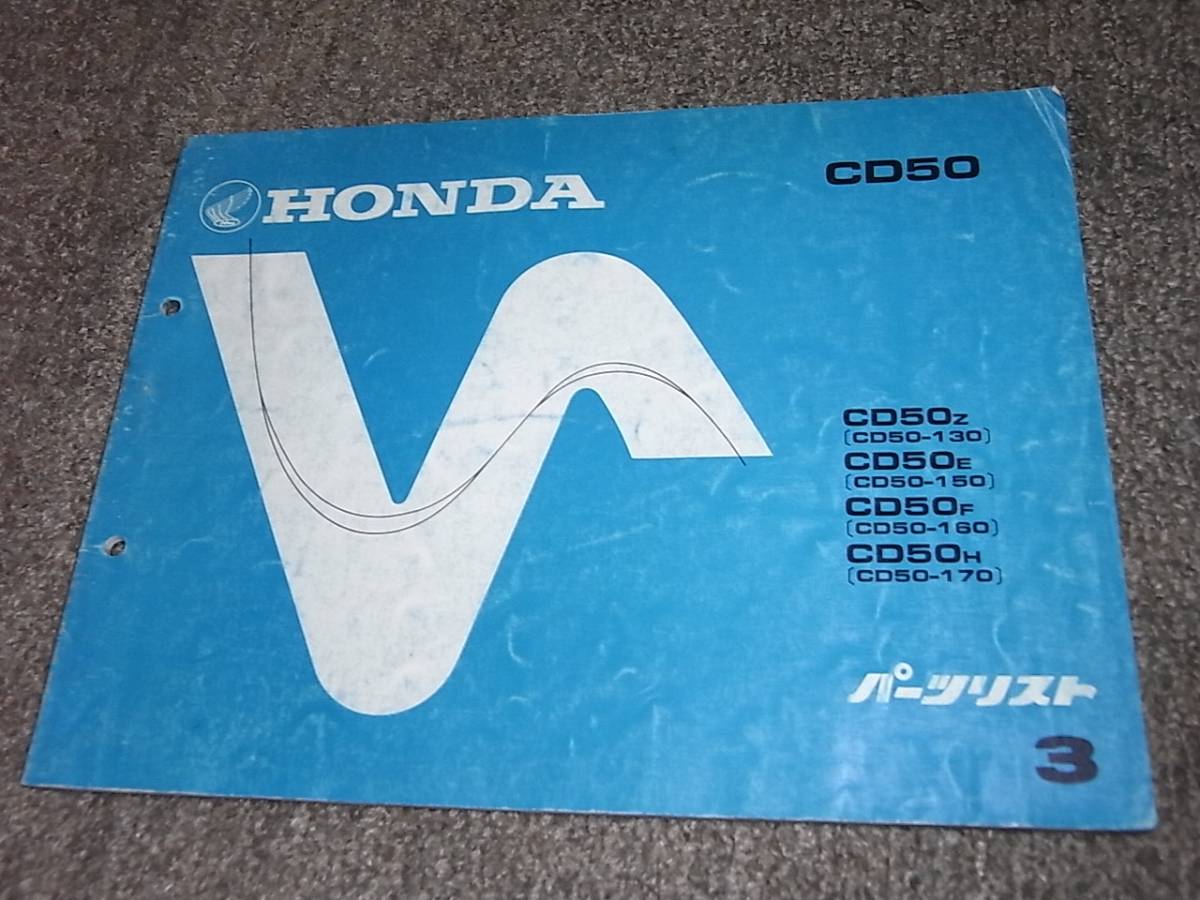 HONDA
CD50
CD50Z
〔CD50-130〕
CD50E
〔CD50-150〕
CD50F
〔CD50-160〕
CD50H
〔CD50-170〕
パーツリスト
3